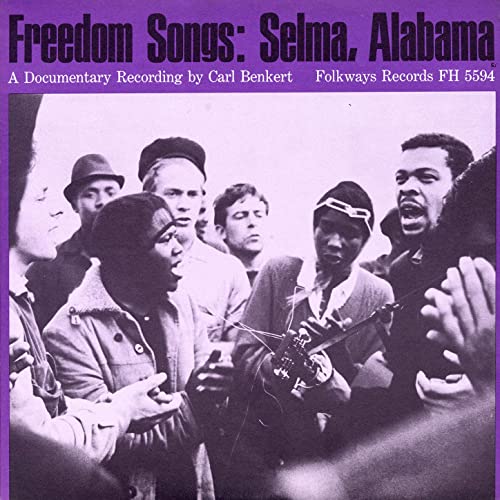 Freedom Songs: Selma, Alabama
A Documentary Recording by Carl Benkert Folkways Records FH 5594